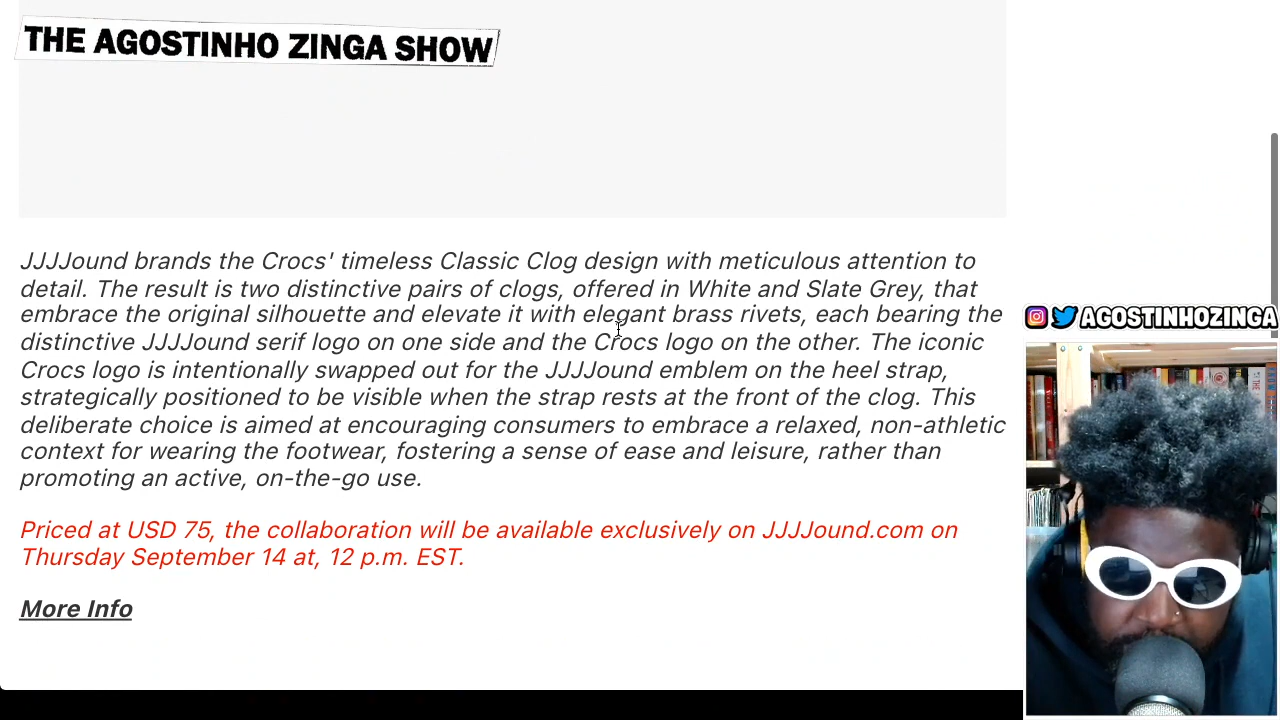 THE AGOSTINHO ZINGA SHOW
JJJJound brands the Crocs' timeless Classic Clog design with meticulous attention to
detail. The result is two distinctive pairs of clogs, offered in White and Slate Grey, that
embrace the original silhouette and elevate it with elegant brass rivets, each bearing the
distinctive JJJJound serif logo on one side and the Crocs logo on the other. The iconic
Crocs logo is intentionally swapped out for the JJJJound emblem on the heel strap,
strategically positioned to be visible when the strap rests at the front of the clog. This
deliberate choice is aimed at encouraging consumers to embrace a relaxed, non-athletic
context for wearing the footwear, fostering a sense of ease and leisure, rather than
promoting an active, on-the-go use.
Priced at USD 75, the collaboration will be available exclusively on JJJJound.com on
Thursday September 14 at, 12 p.m. EST.
More Info
AGOSTINHOZINGA